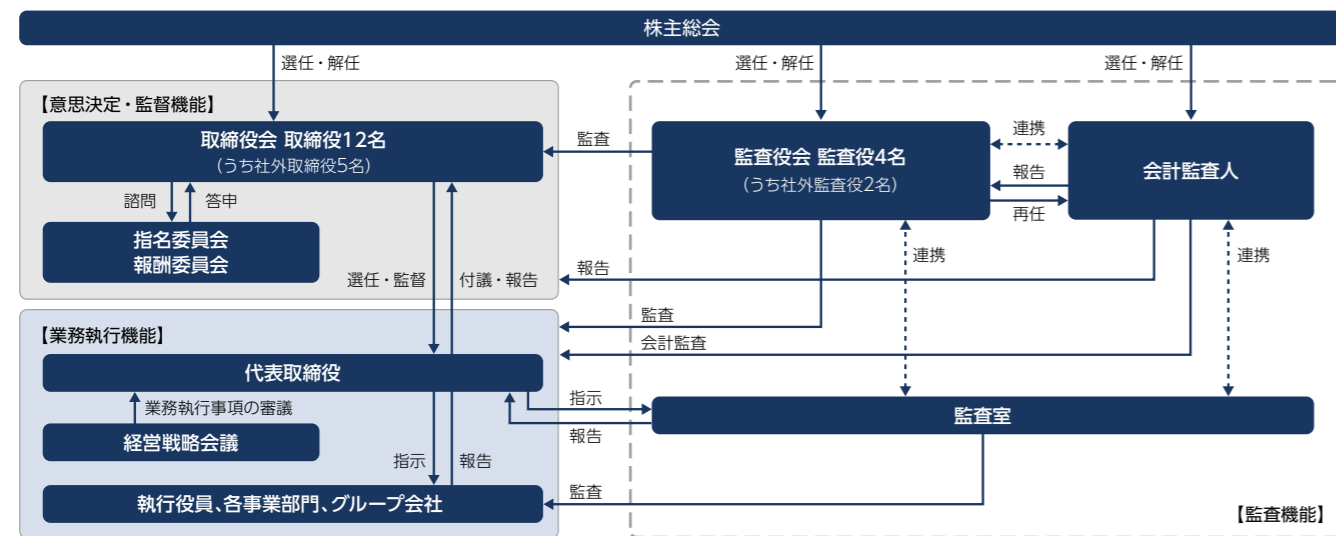 株主総会
選任・解任
選任・解任
選任・解任
【意思決定・監督機能】
取締役会 取締役12名
(うち社外取締役5名)
監査
監査役会 監査役4名
(うち社外監査役2名)
連携
報告
再任
会計監査人
諮問
答申
指名委員会
報酬委員会
選任・監督
付議・報告
報告
連携
連携
【業務執行機能】
監査
会計監査
代表取締役
業務執行事項の審議
経営戦略会議
指示
報告
監査室
指示
報告
執行役員、各事業部門、グループ会社
監査
【監査機能】